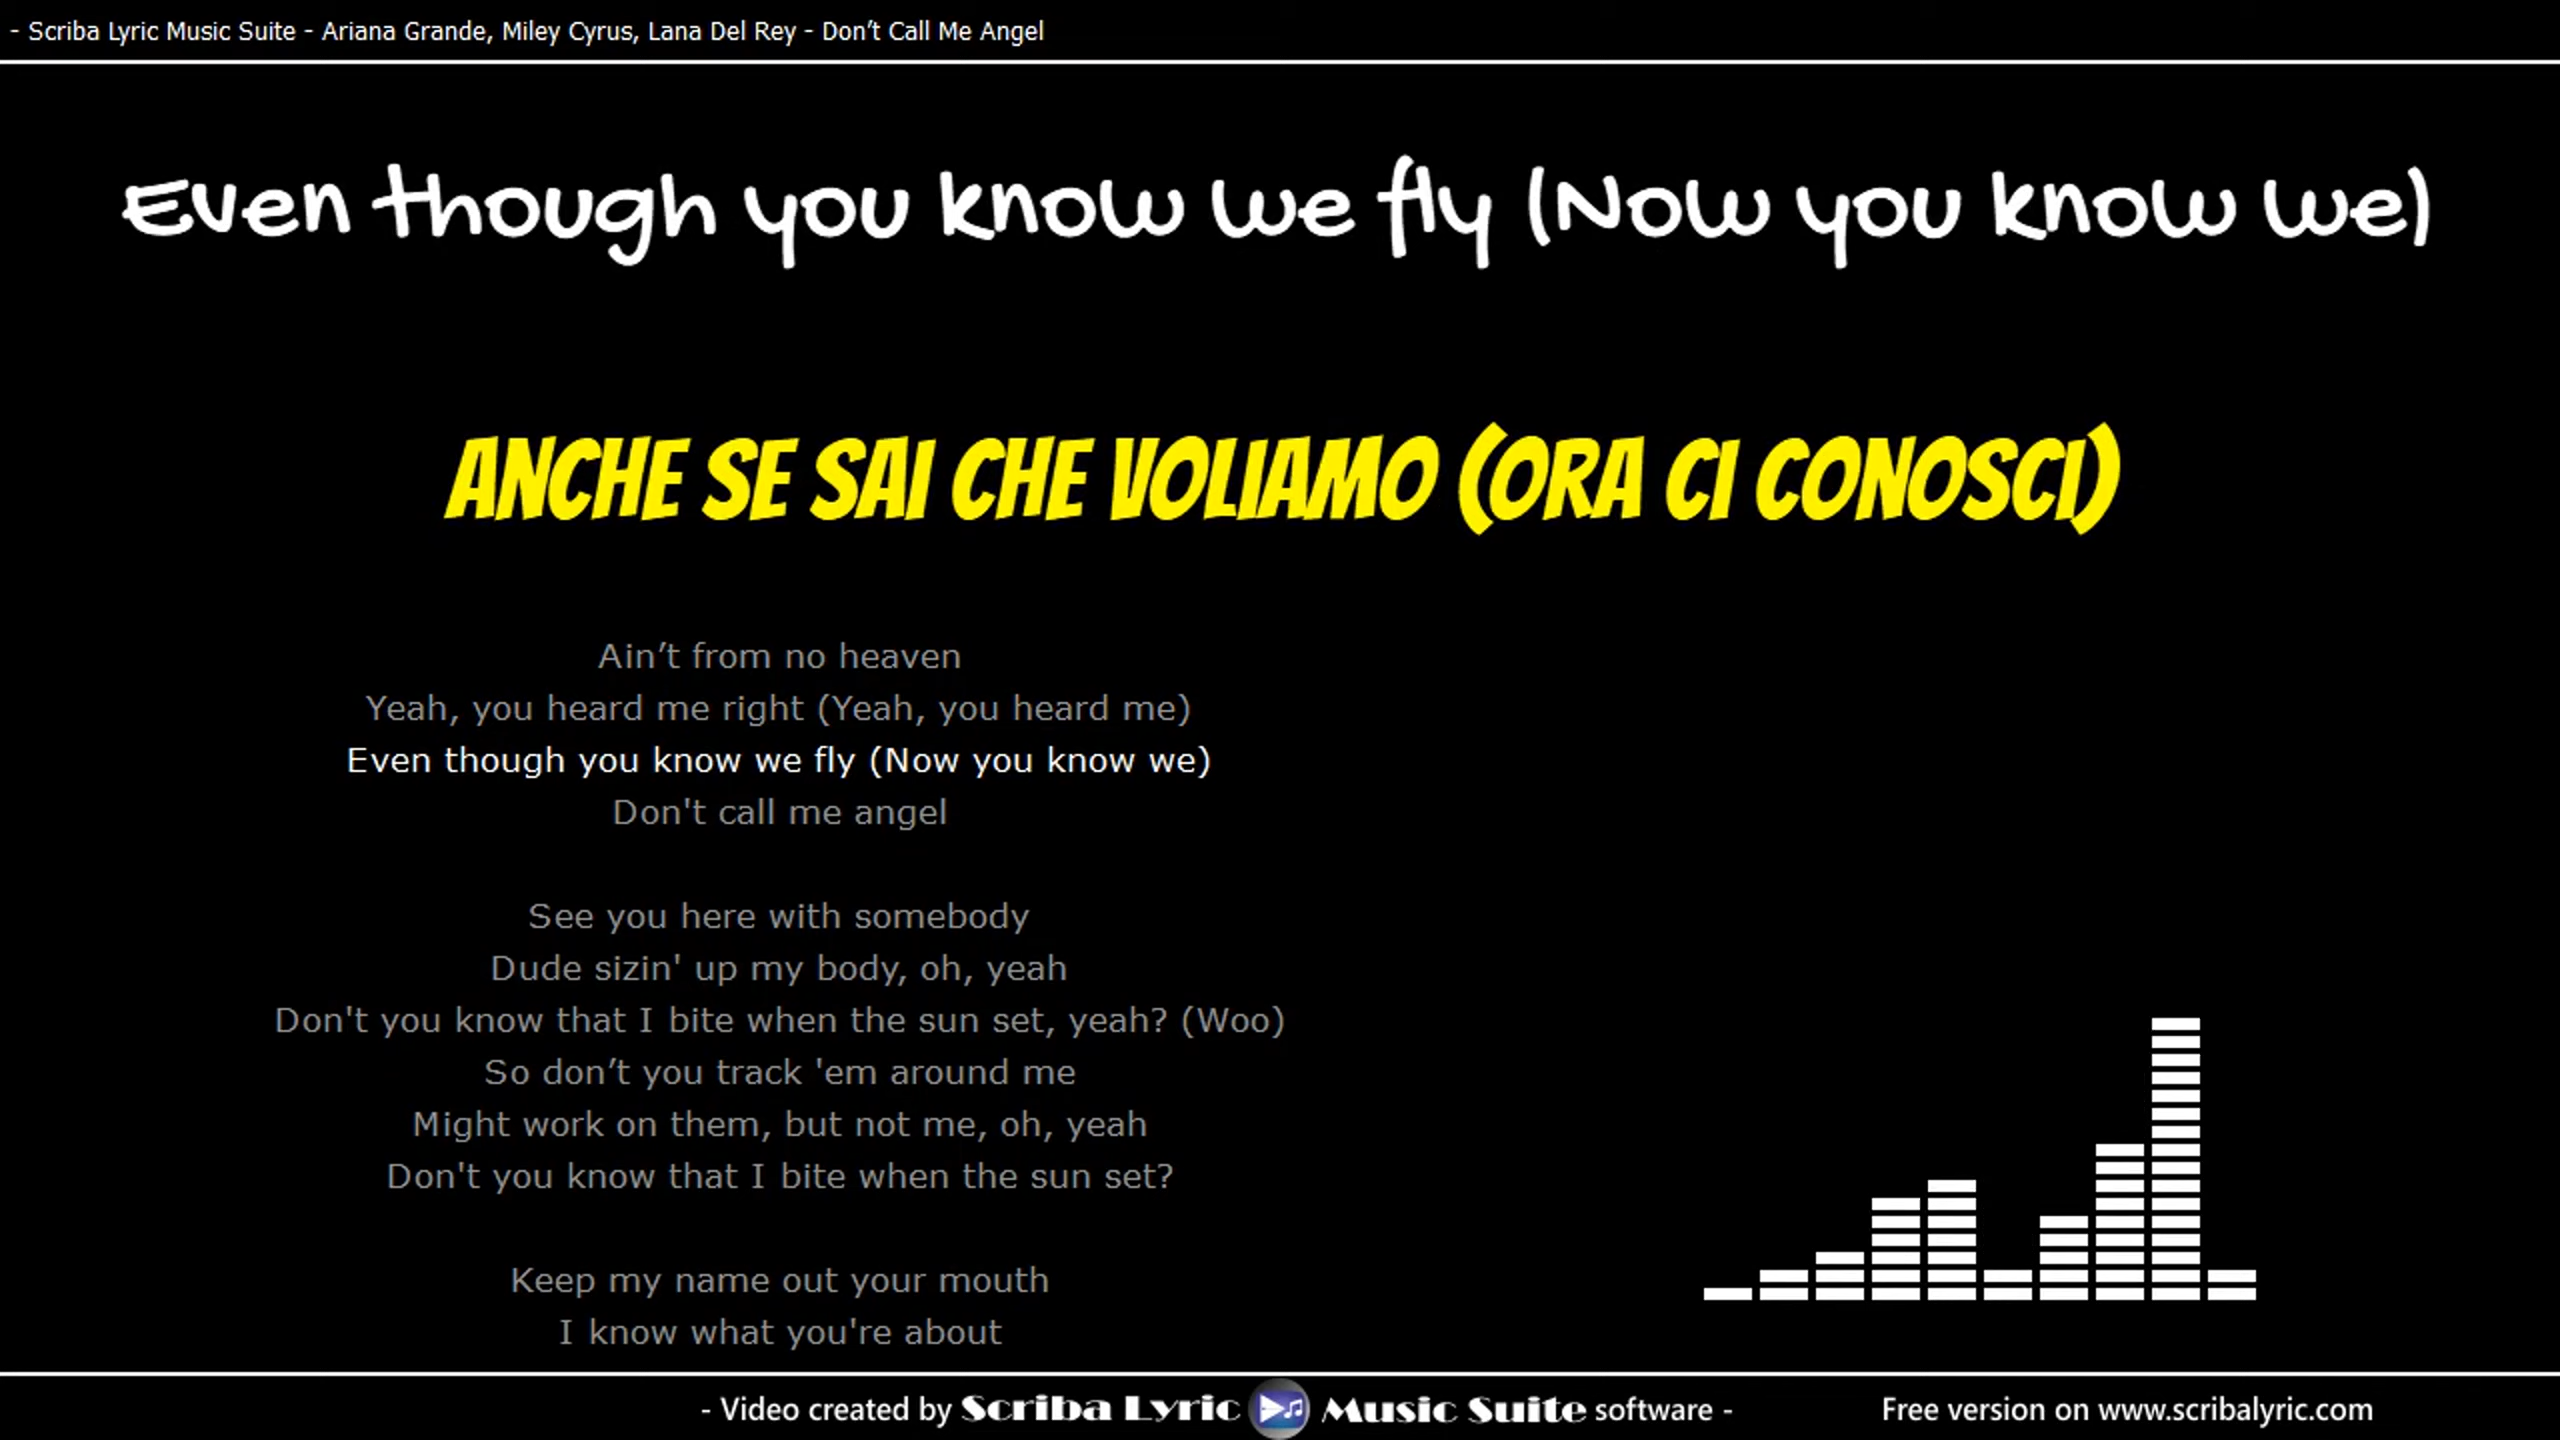 - Scriba Lyric Music Suite - Ariana Grande, Miley Cyrus, Lana Del Rey - Don’t Call Me Angel
Even though you know we fly (Now you know we)
ANCHE SE SAI CHE VOLIAMO (ORA CI CONOSCI)
Ain’t from no heaven
Yeah, you heard me right (Yeah, you heard me)
Even though you know we fly (Now you know we)
Don't call me angel
See you here with somebody
Dude sizin' up my body, oh, yeah
Don't you know that I bite when the sun set, yeah? (Woo)
So don’t you track 'em around me
Might work on them, but not me, oh, yeah
Don't you know that I bite when the sun set?
Keep my name out your mouth
I know what you're about
- Video created by Scriba Lyric Music Suite software - Free version on www.scribalyric.com